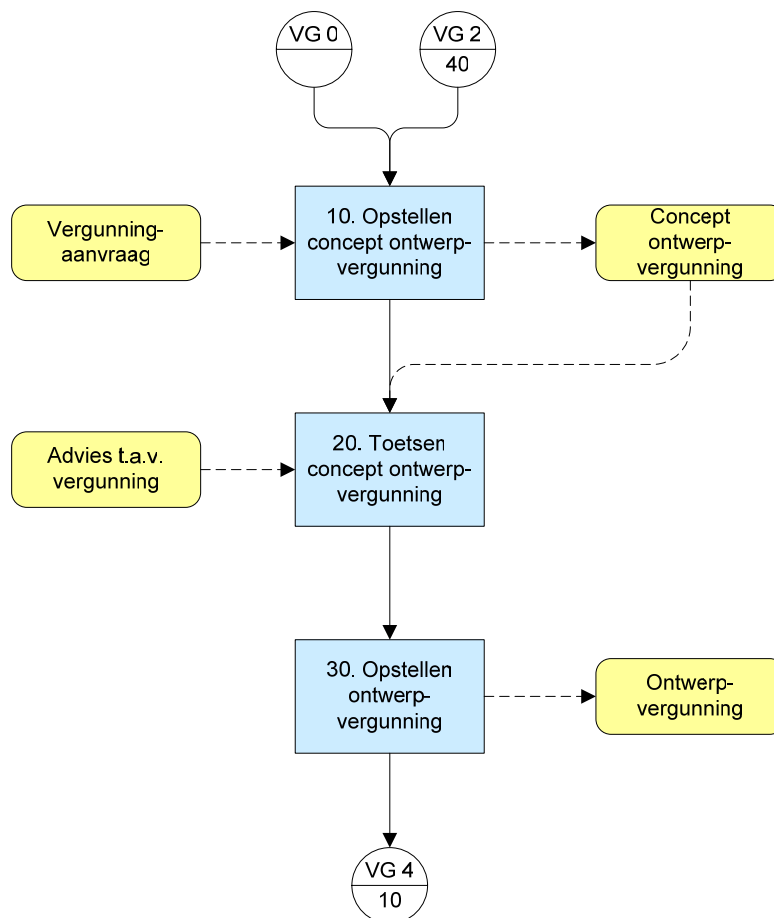 VG 0
VG 2
40
Vergunning-
aanvraag
10. Opstellen
concept ontwerp-
vergunning
Concept
ontwerp-
vergunning
Advies t.a.v.
vergunning
20. Toetsen
concept ontwerp-
vergunning
30. Opstellen
ontwerp-
vergunning
Ontwerp-
vergunning
VG 4
10